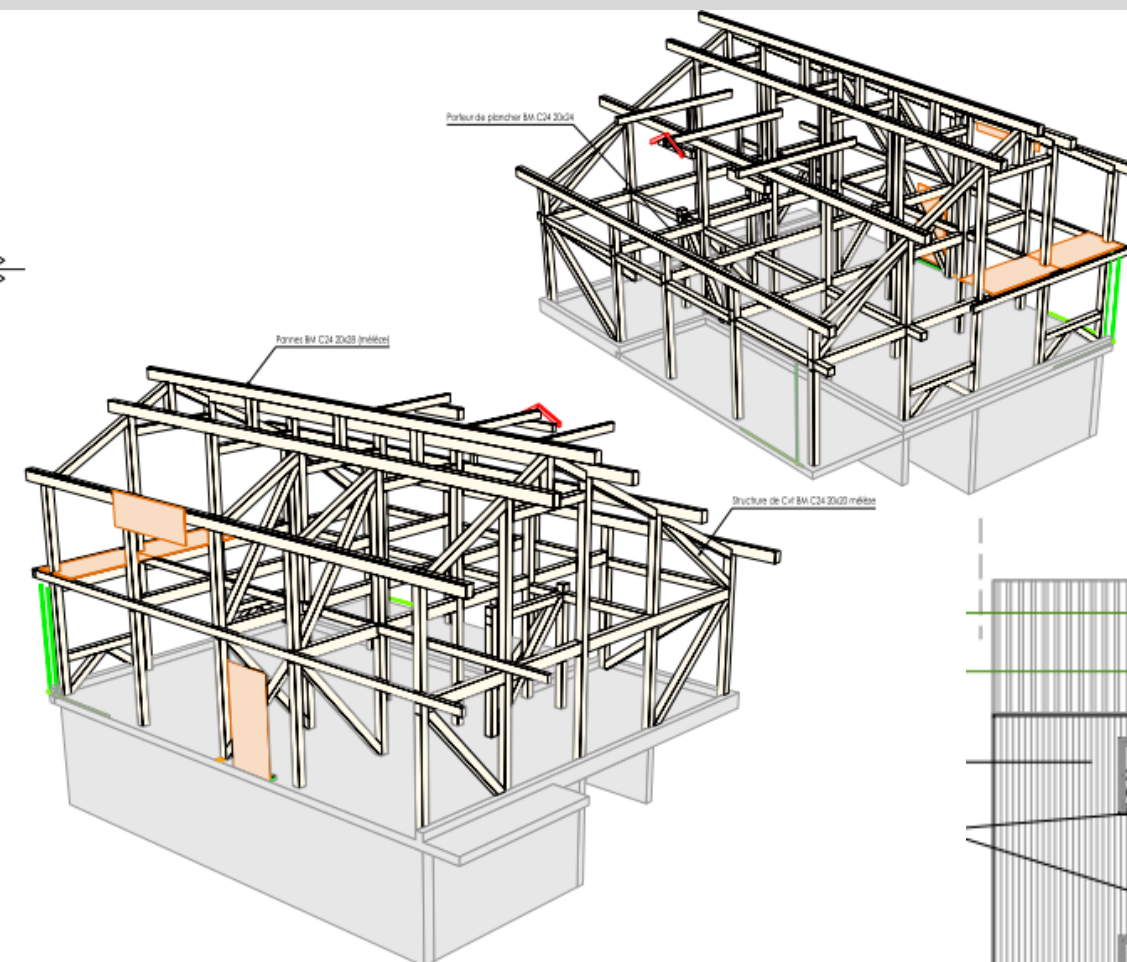 Porteur de plancher BM C24 20x24
Pannes BM C24 20x28 (mélèze)
Structure de Cvt BM C24 20x20 mélèze